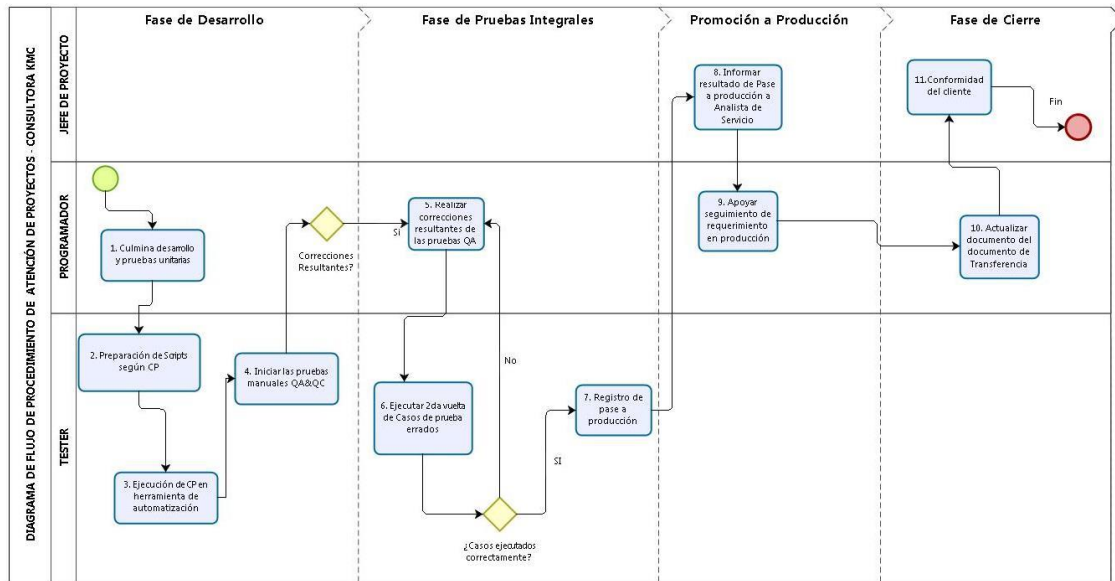 DIAGRAMA DE FLUJO DE PROCEDIMIENTO DE ATENCIÓN DE PROYECTOS - CONSULTORA KMC
Fase de Desarrollo
Fase de Pruebas Integrales
Promoción a Producción
Fase de Cierre
JEFE DE PROYECTO
8. Informar
resultado de Pase
a producción a
Analista de
Servicio
11.Conformidad
del cliente
Fin
PROGRAMADOR
1. Culmina desarrollo
y pruebas unitarias
Correcciones
Resultantes?
Si
5. Realizar
correcciones
resultantes de
las pruebas QA
9. Apoyar
seguimiento de
requerimiento
en producción
10. Actualizar
documento del
documento de
Transferencia
TESTER
2. Preparación de Scripts
según CP
3. Ejecución de CP en
herramienta de
automatización
4. Iniciar las pruebas
manuales QA&QC
6. Ejecutar 2da vuelta
de Casos de prueba
errados
No
¿Casos ejecutados
correctamente?
SI
7. Registro de
pase a
producción